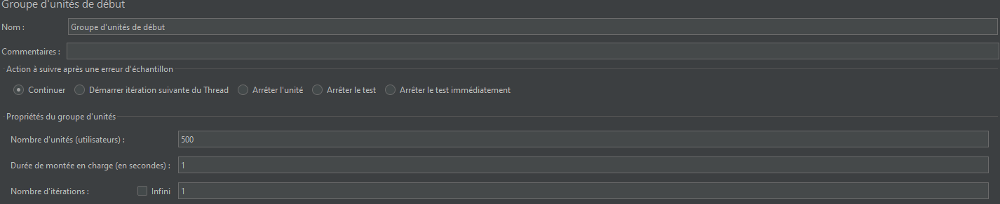 Groupe d'unités de début
Nom : Groupe d'unités de début
Commentaires :
Action à suivre après une erreur d'échantillon
Continuer Démarrer itération suivante du Thread Arrêter l'unité Arrêter le test Arrêter le test immédiatement
Propriétés du groupe d'unités
Nombre d'unités (utilisateurs) : 500
Durée de montée en charge (en secondes) : 1
Nombre d'itérations : Infini 1